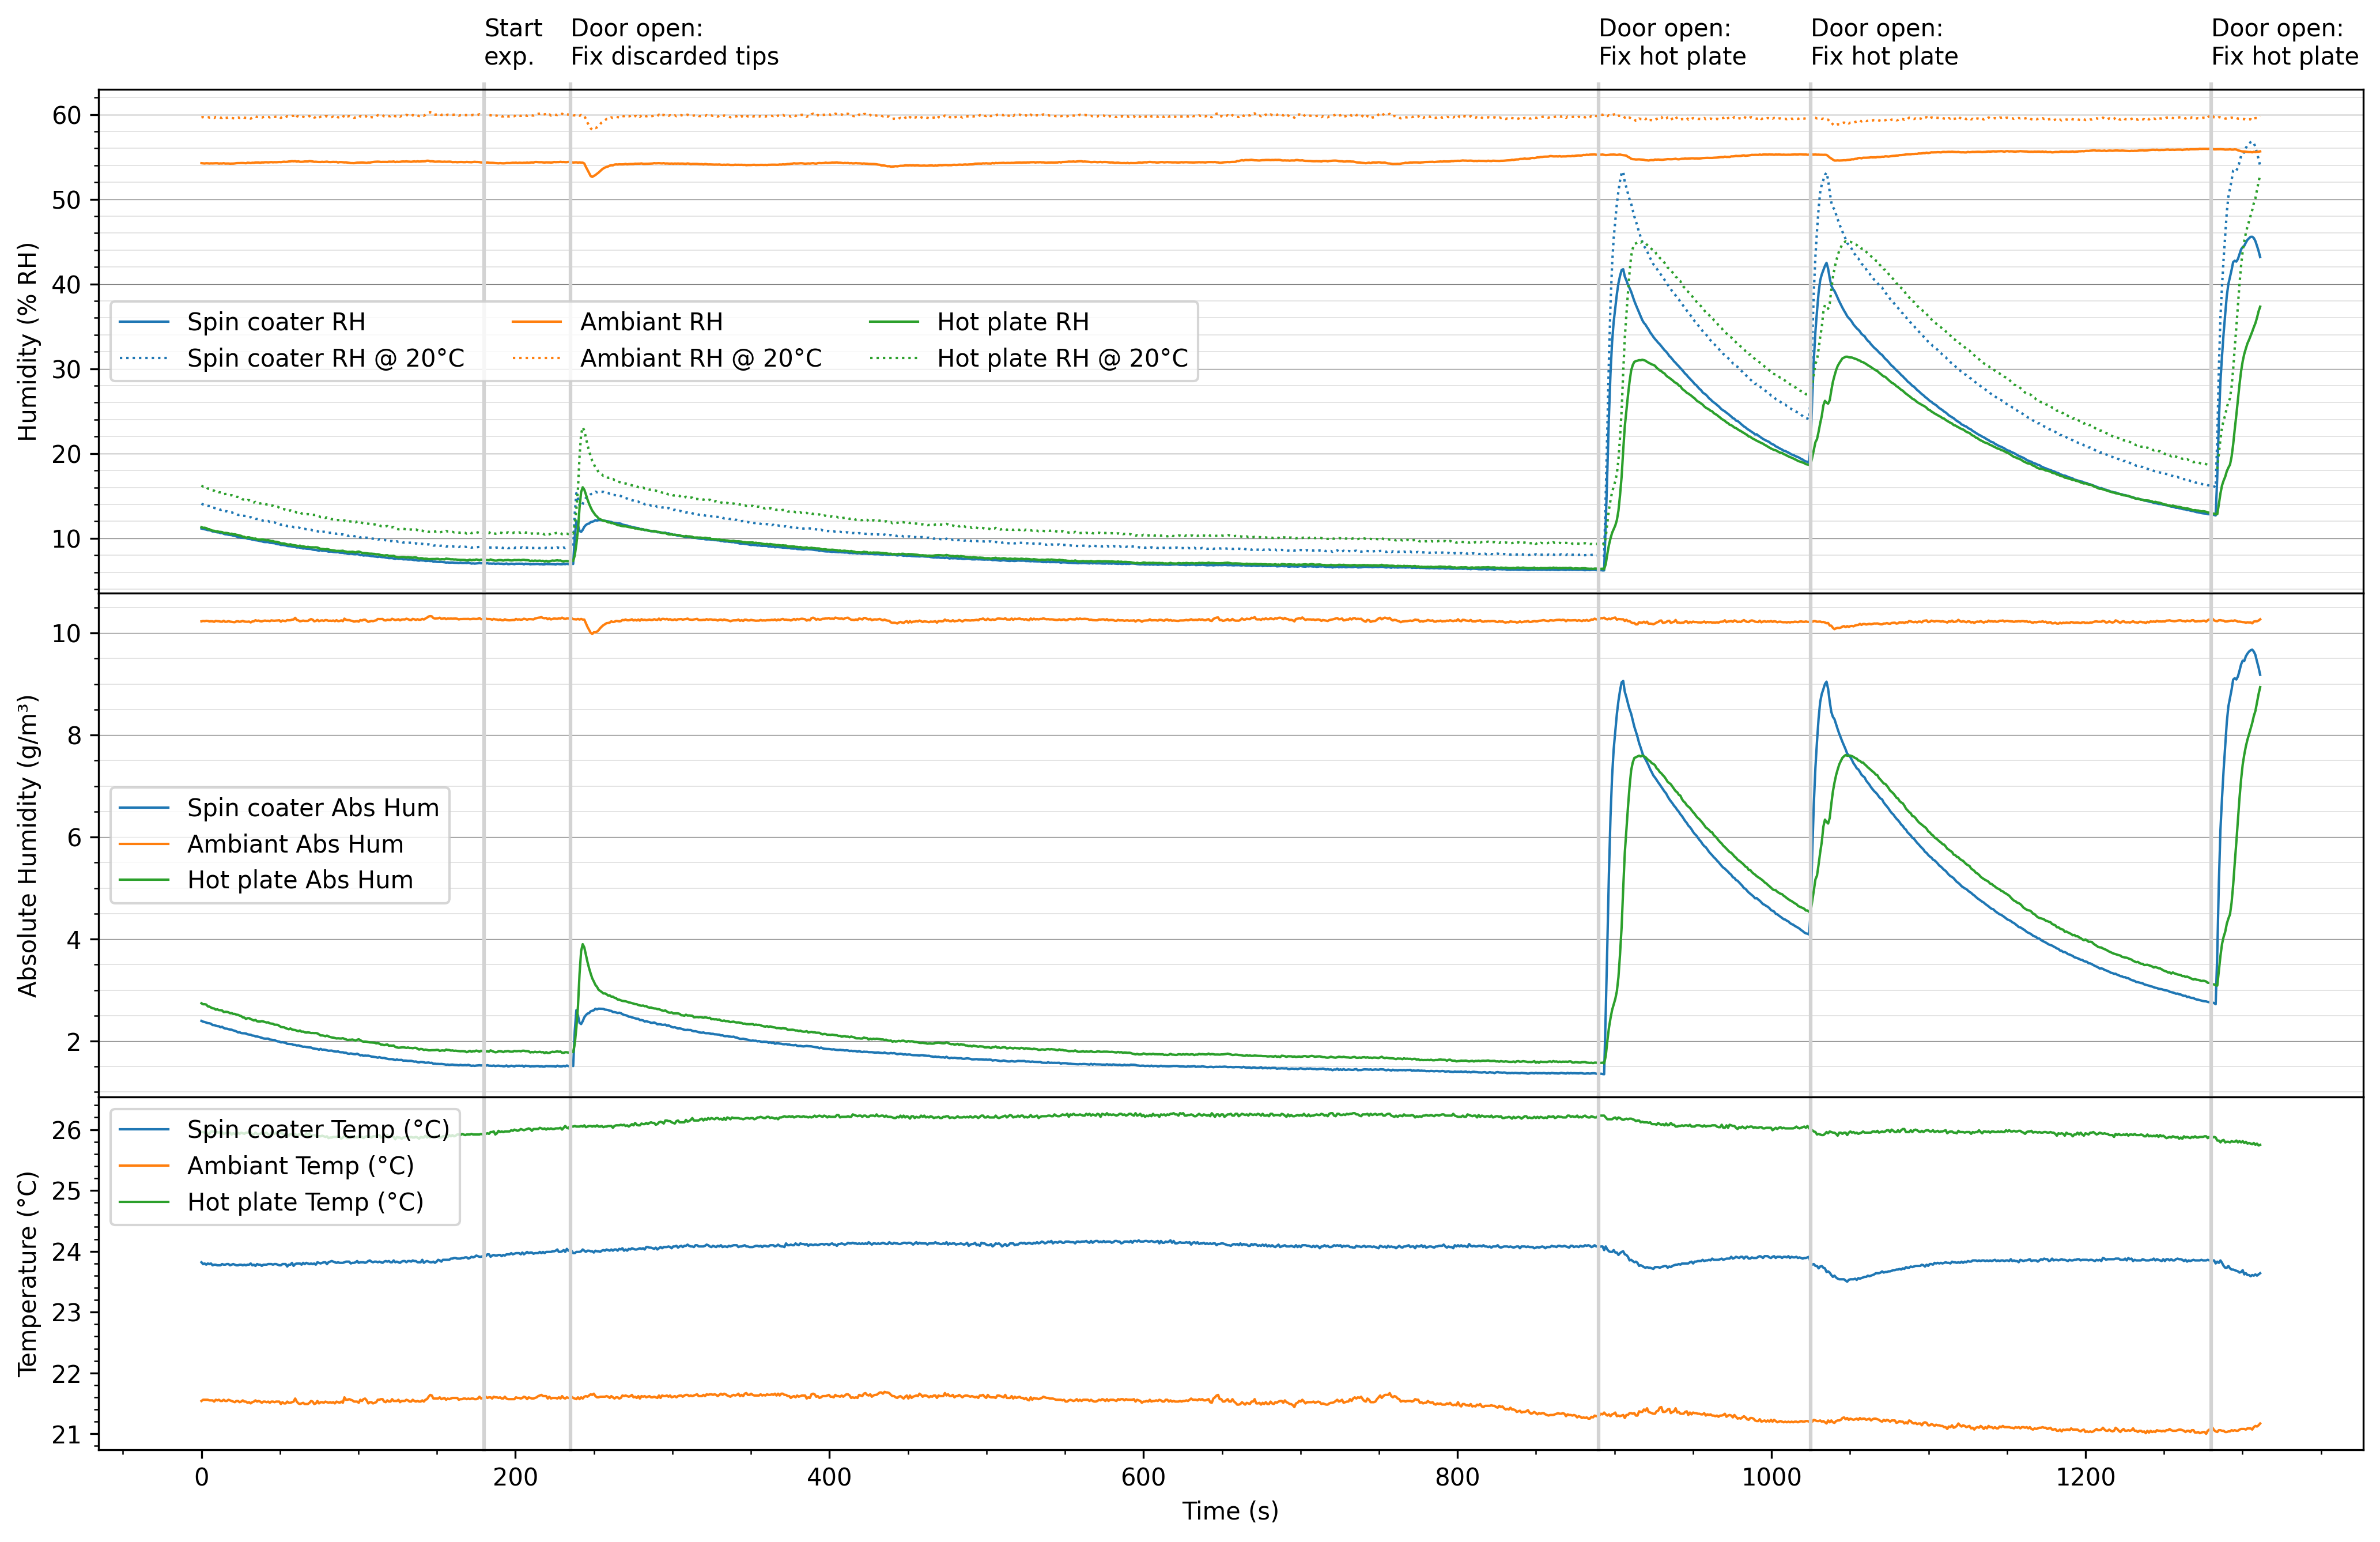 Start
exp.
Door open:
Fix discarded tips
Door open:
Fix hot plate
Door open:
Fix hot plate
Door open:
Fix hot plate
Humidity (% RH)
60
50
40
30
20
10
Spin coater RH
Spin coater RH @ 20°C
Ambiant RH
Ambiant RH @ 20°C
Hot plate RH
Hot plate RH @ 20°C
Absolute Humidity (g/m³)
10
8
6
4
2
Spin coater Abs Hum
Ambiant Abs Hum
Hot plate Abs Hum
Temperature (°C)
26
25
24
23
22
21
Spin coater Temp (°C)
Ambiant Temp (°C)
Hot plate Temp (°C)
0
200
400
600
800
1000
1200
Time (s)